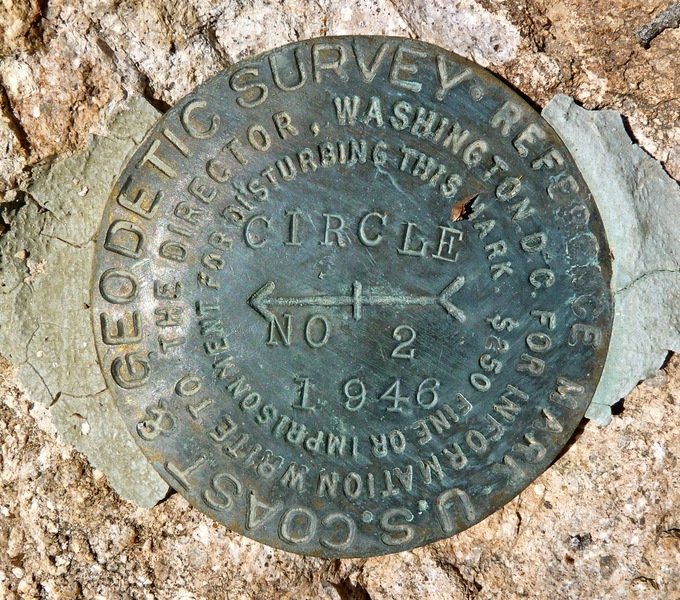 U.S. COAST & GEODETIC SURVEY · REFERENCE MARK
FOR INFORMATION WRITE TO THE DIRECTOR, WASHINGTON D.C.
$250 FINE OR IMPRISONMENT FOR DISTURBING THIS MARK.
CIRCLE
NO 2
1946